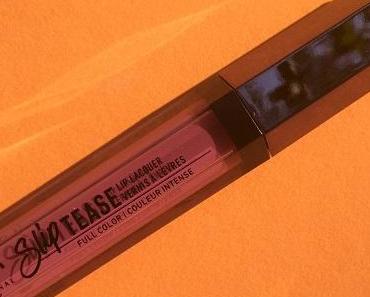 Slip TEASE
LIP LACQUER
VERNIS À LÈVRES
FULL COLOR | COULEUR INTENSE